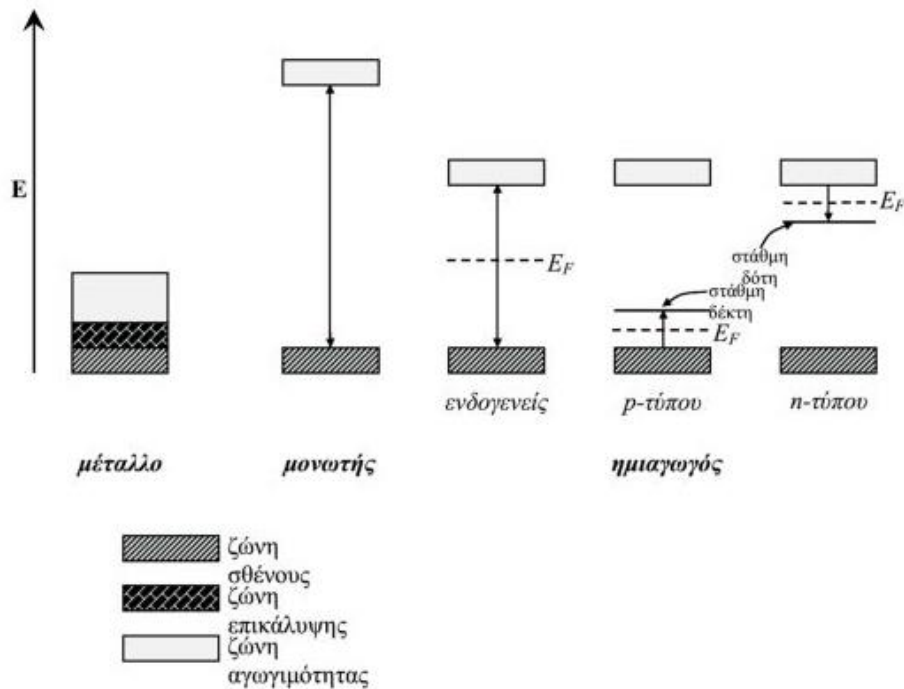 E
E_F
στάθμη
δότη
E_F
στάθμη
δέκτη
E_F
ενδογενείς
p-τύπου
n-τύπου
μέταλλο
μονωτής
ημιαγωγός
ζώνη
σθένους
ζώνη
επικάλυψης
ζώνη
αγωγιμότητας